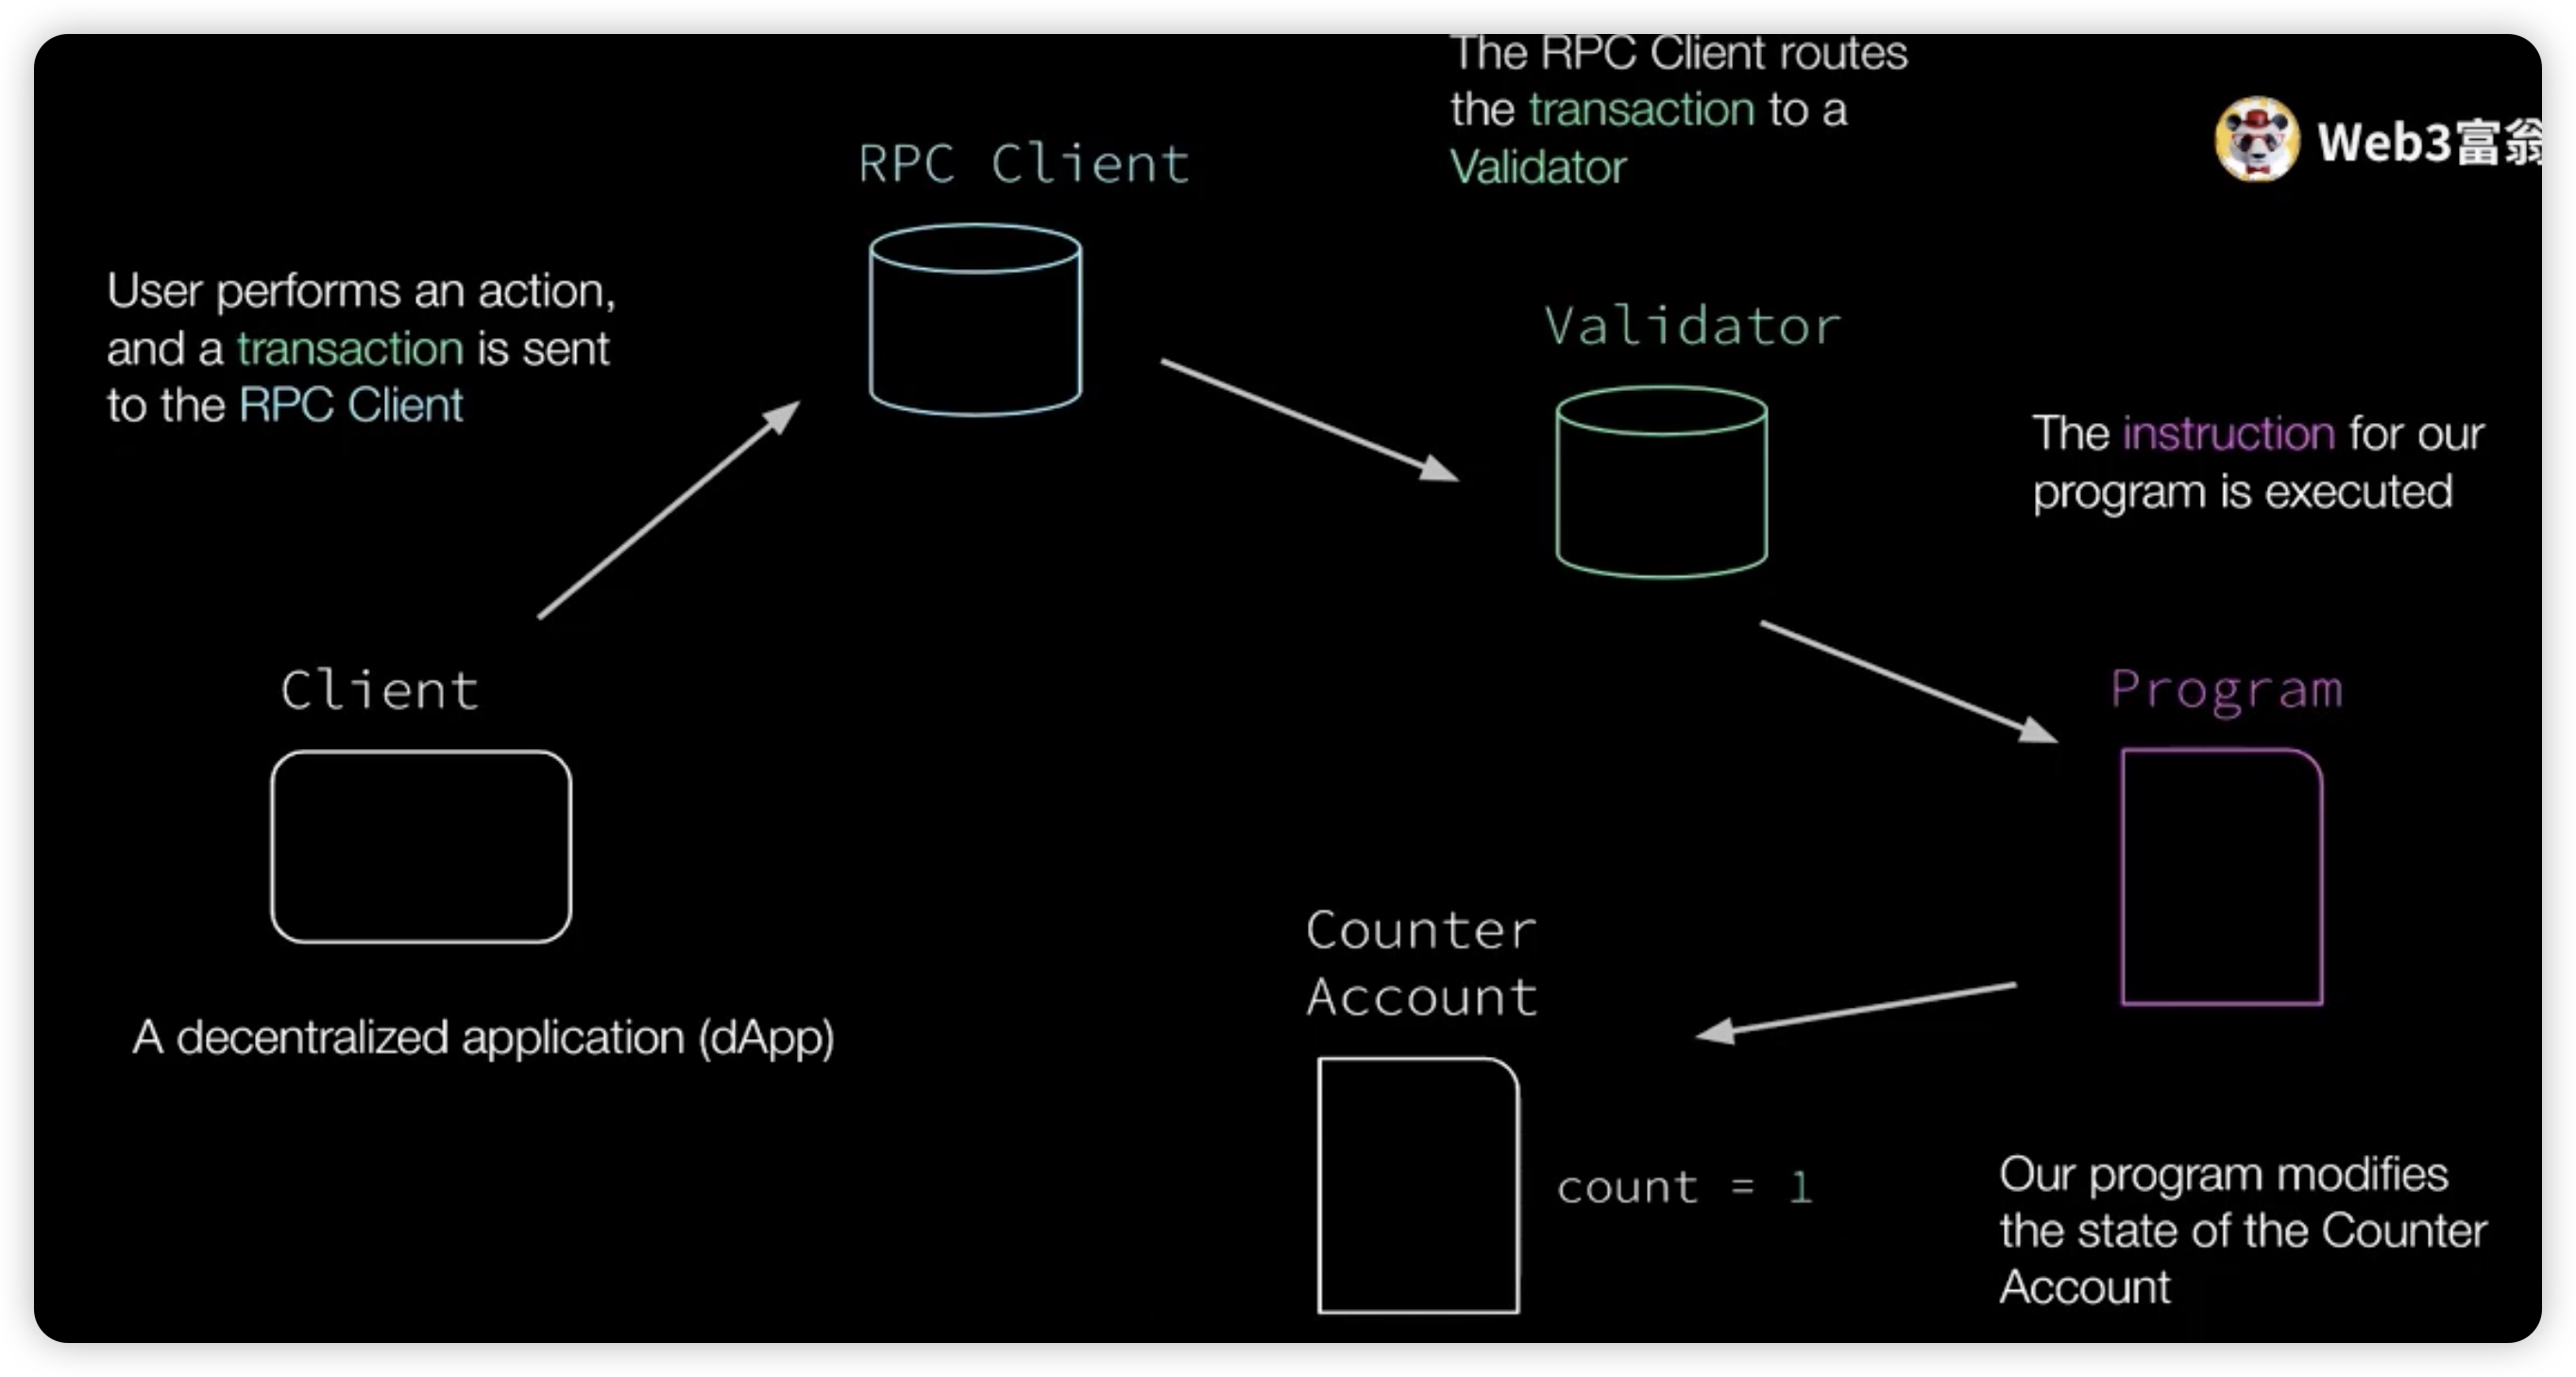 The RPC Client routes
the transaction to a
Validator
Web3富翁
RPC Client
User performs an action,
and a transaction is sent
to the RPC Client
Validator
The instruction for our
program is executed
Client
Program
A decentralized application (dApp)
Counter
Account
count = 1
Our program modifies
the state of the Counter
Account